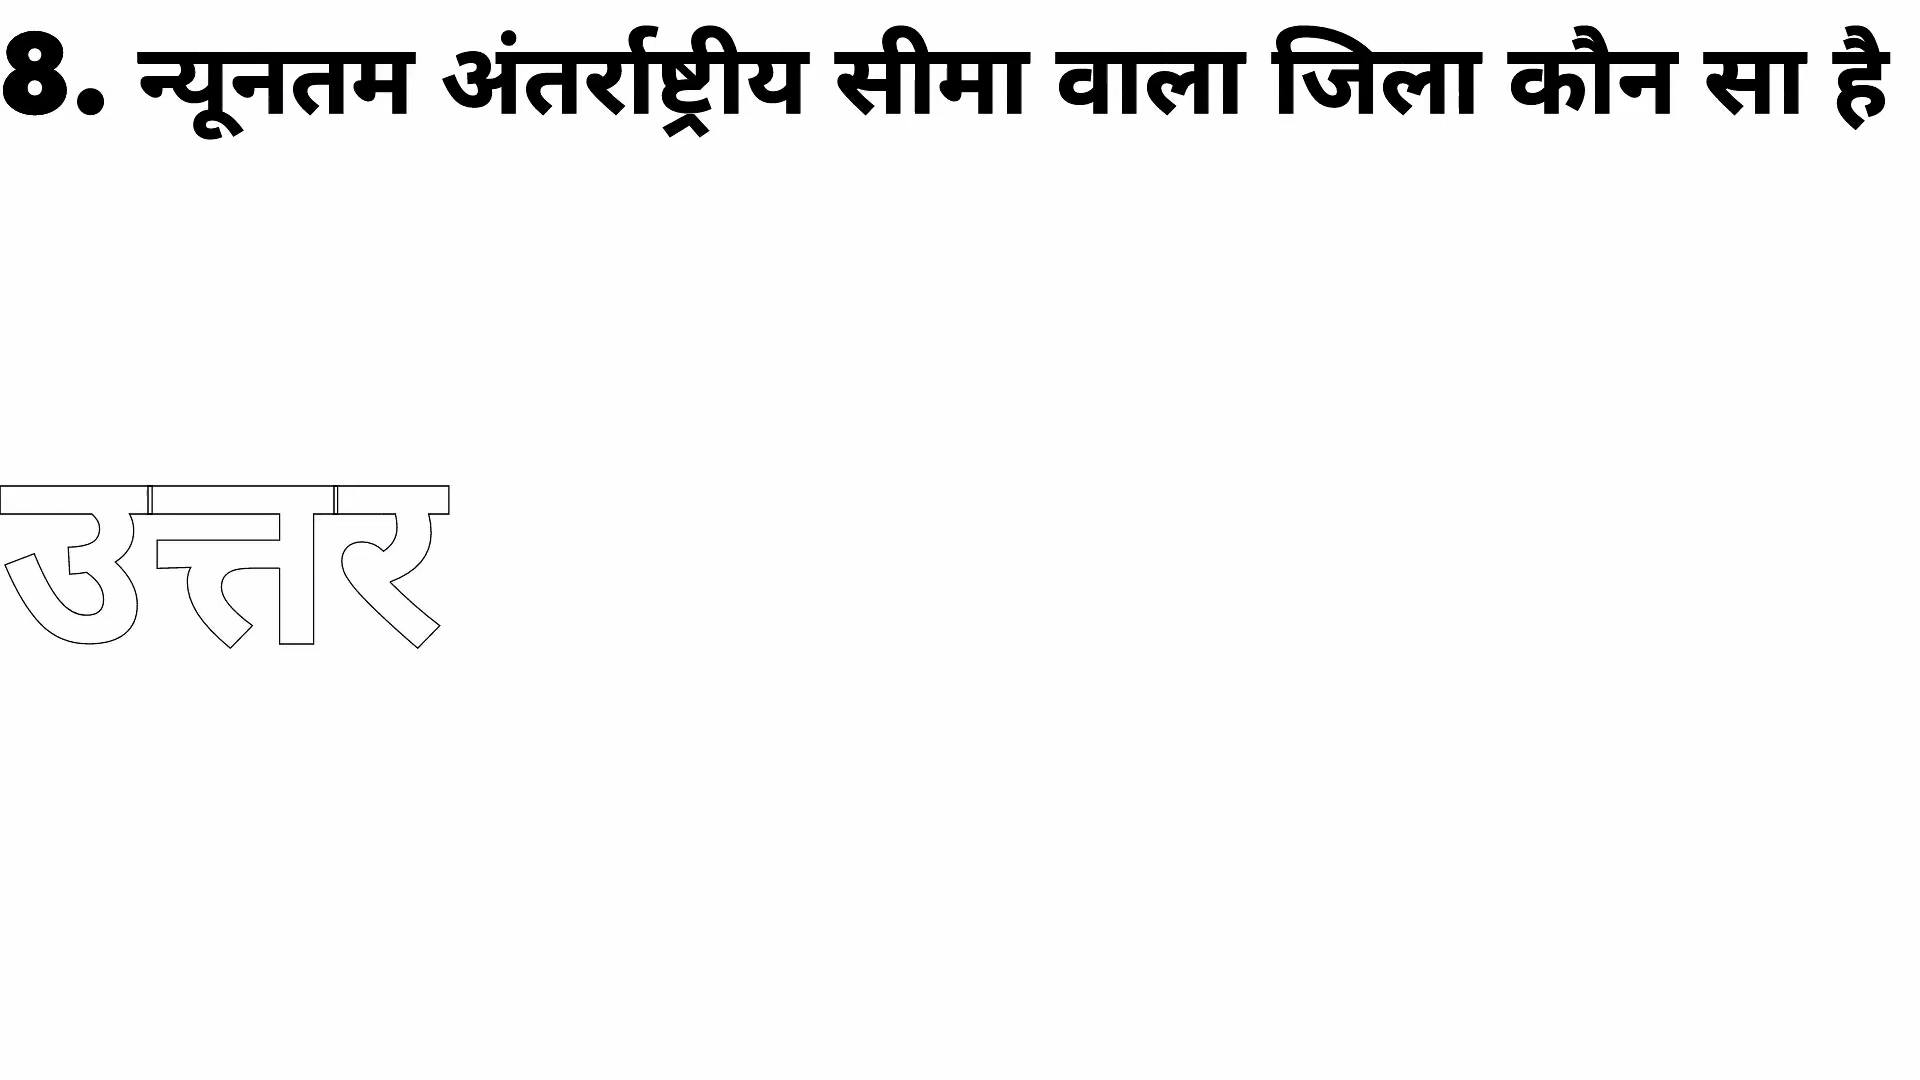 8. न्यूनतम अंतर्राष्ट्रीय सीमा वाला जिला कौन सा है
उत्तर